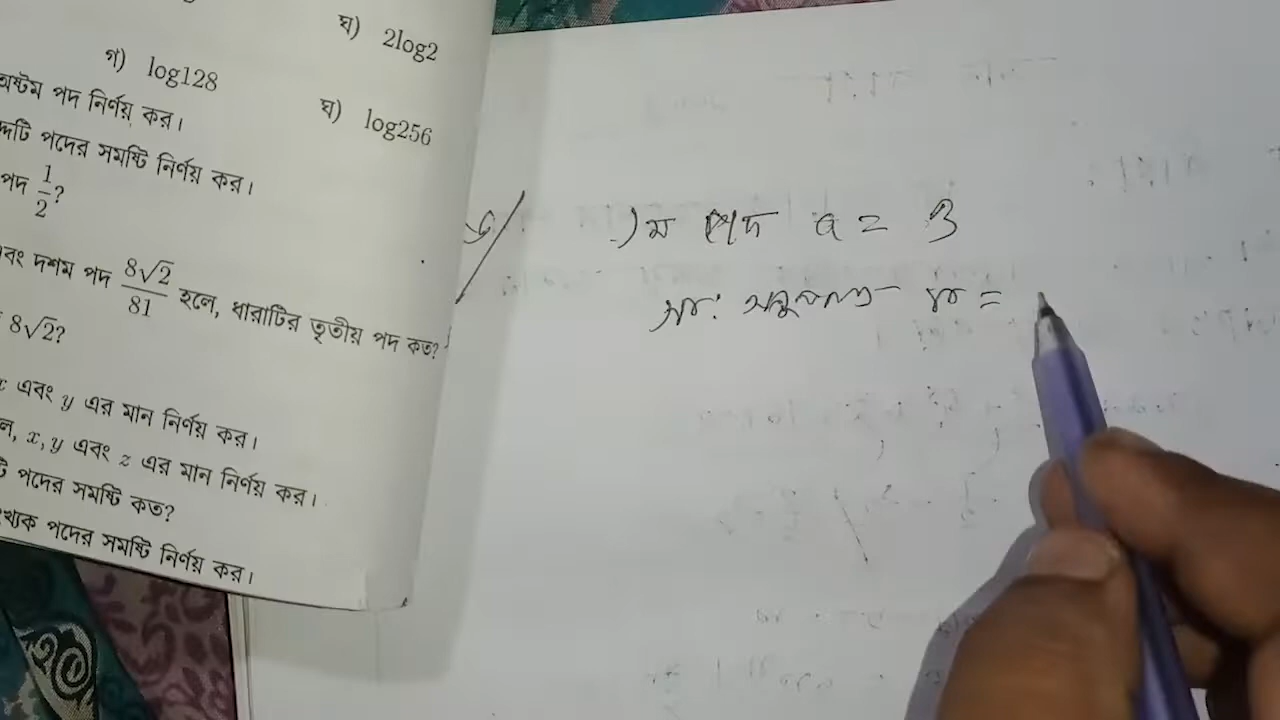 ঘ) 2log2
গ) log128
ঘ) log256
অষ্টম পদ নির্ণয় কর।
পদের সমষ্টি নির্ণয় কর।
পদ 1/2?
এবং দশম পদ 8√2/81 হলে, ধারাটির তৃতীয় পদ কত?
8√2?
x এবং y এর মান নির্ণয় কর।
x, y এবং z এর মান নির্ণয় কর।
পদের সমষ্টি কত?
পদের সমষ্টি নির্ণয় কর।
১ম পদ a = 3
সা: অনুপাত r =